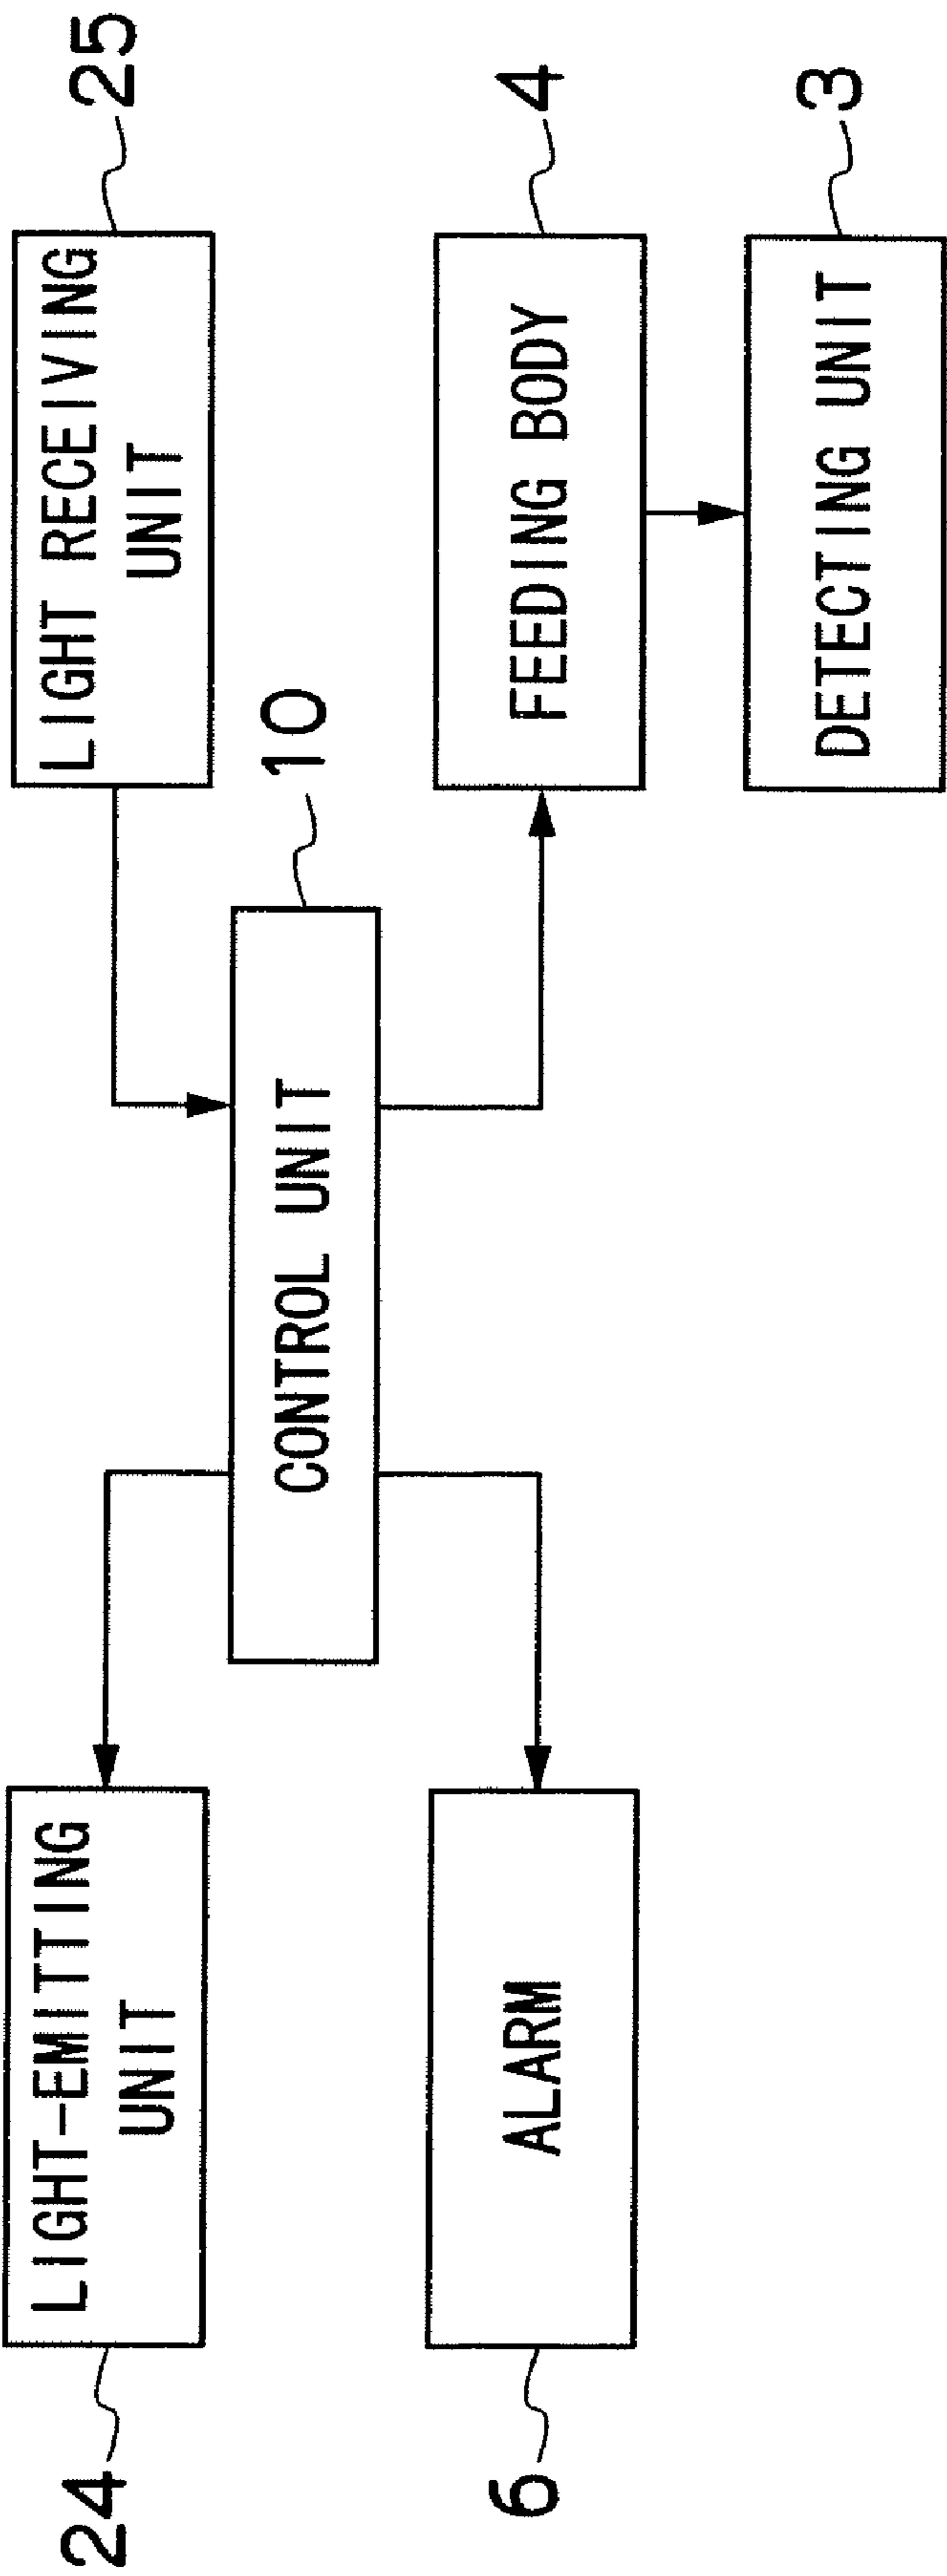 24
LIGHT-EMITTING
UNIT
LIGHT RECEIVING
UNIT
25
CONTROL UNIT
10
6
ALARM
FEEDING BODY
4
DETECTING UNIT
3